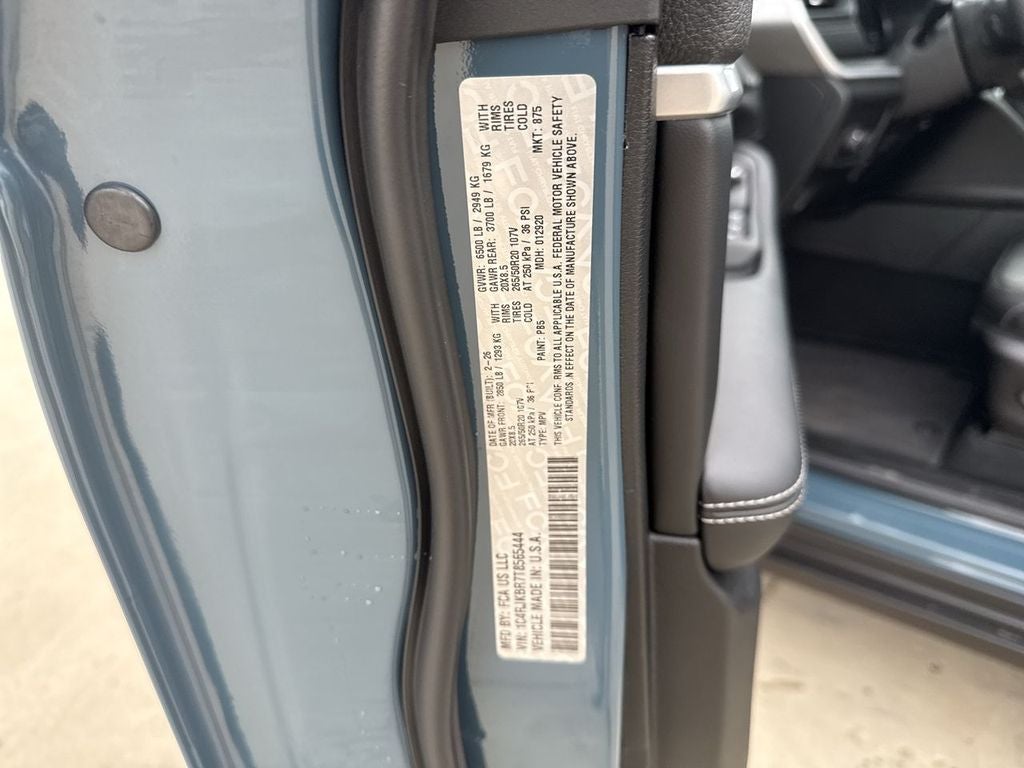 MFD BY: FCA US LLC
VIN: 1C4RJKBR7T8565444
VEHICLE MADE IN: U.S.A.
DATE OF MFR (BUILT): 2-26 GVWR: 6500 LB / 2949 KG
GAWR FRONT: 2850 LB / 1293 KG WITH GAWR REAR: 3700 LB / 1679 KG WITH
20X8.5 RIMS 20X8.5 RIMS
265/50R20 107V TIRES 265/50R20 107V TIRES
AT 250 kPa / 36 PSI COLD AT 250 kPa / 36 PSI COLD
TYPE: MPV PAINT: PB5 MDH: 012920 MKT: 875
THIS VEHICLE CONFORMS TO ALL APPLICABLE U.S.A. FEDERAL MOTOR VEHICLE SAFETY
STANDARDS IN EFFECT ON THE DATE OF MANUFACTURE SHOWN ABOVE.